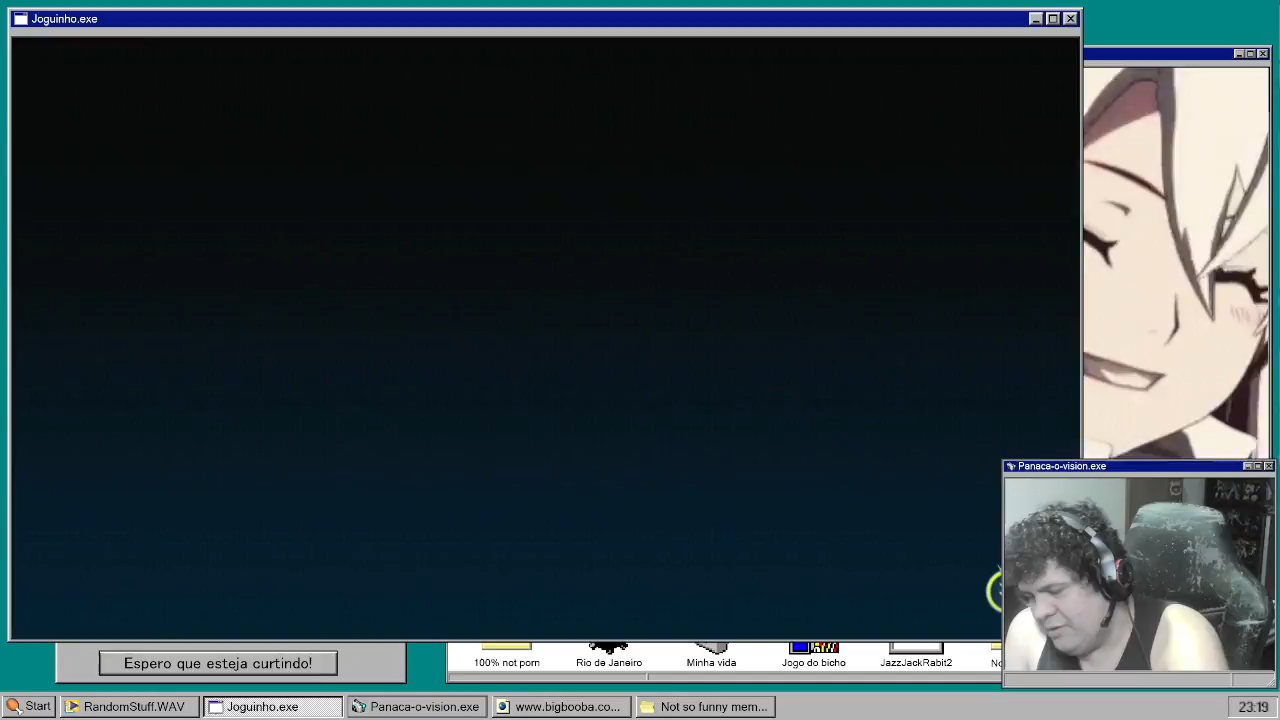 Joguinho.exe
Panaca-o-vision.exe
Espero que esteja curtindo!
100% not porn
Rio de Janeiro
Minha vida
Jogo do bicho
JazzJackRabit2
Start
RandomStuff.WAV
Joguinho.exe
Panaca-o-vision.exe
www.bigbooba.co...
Not so funny mem...
23:19